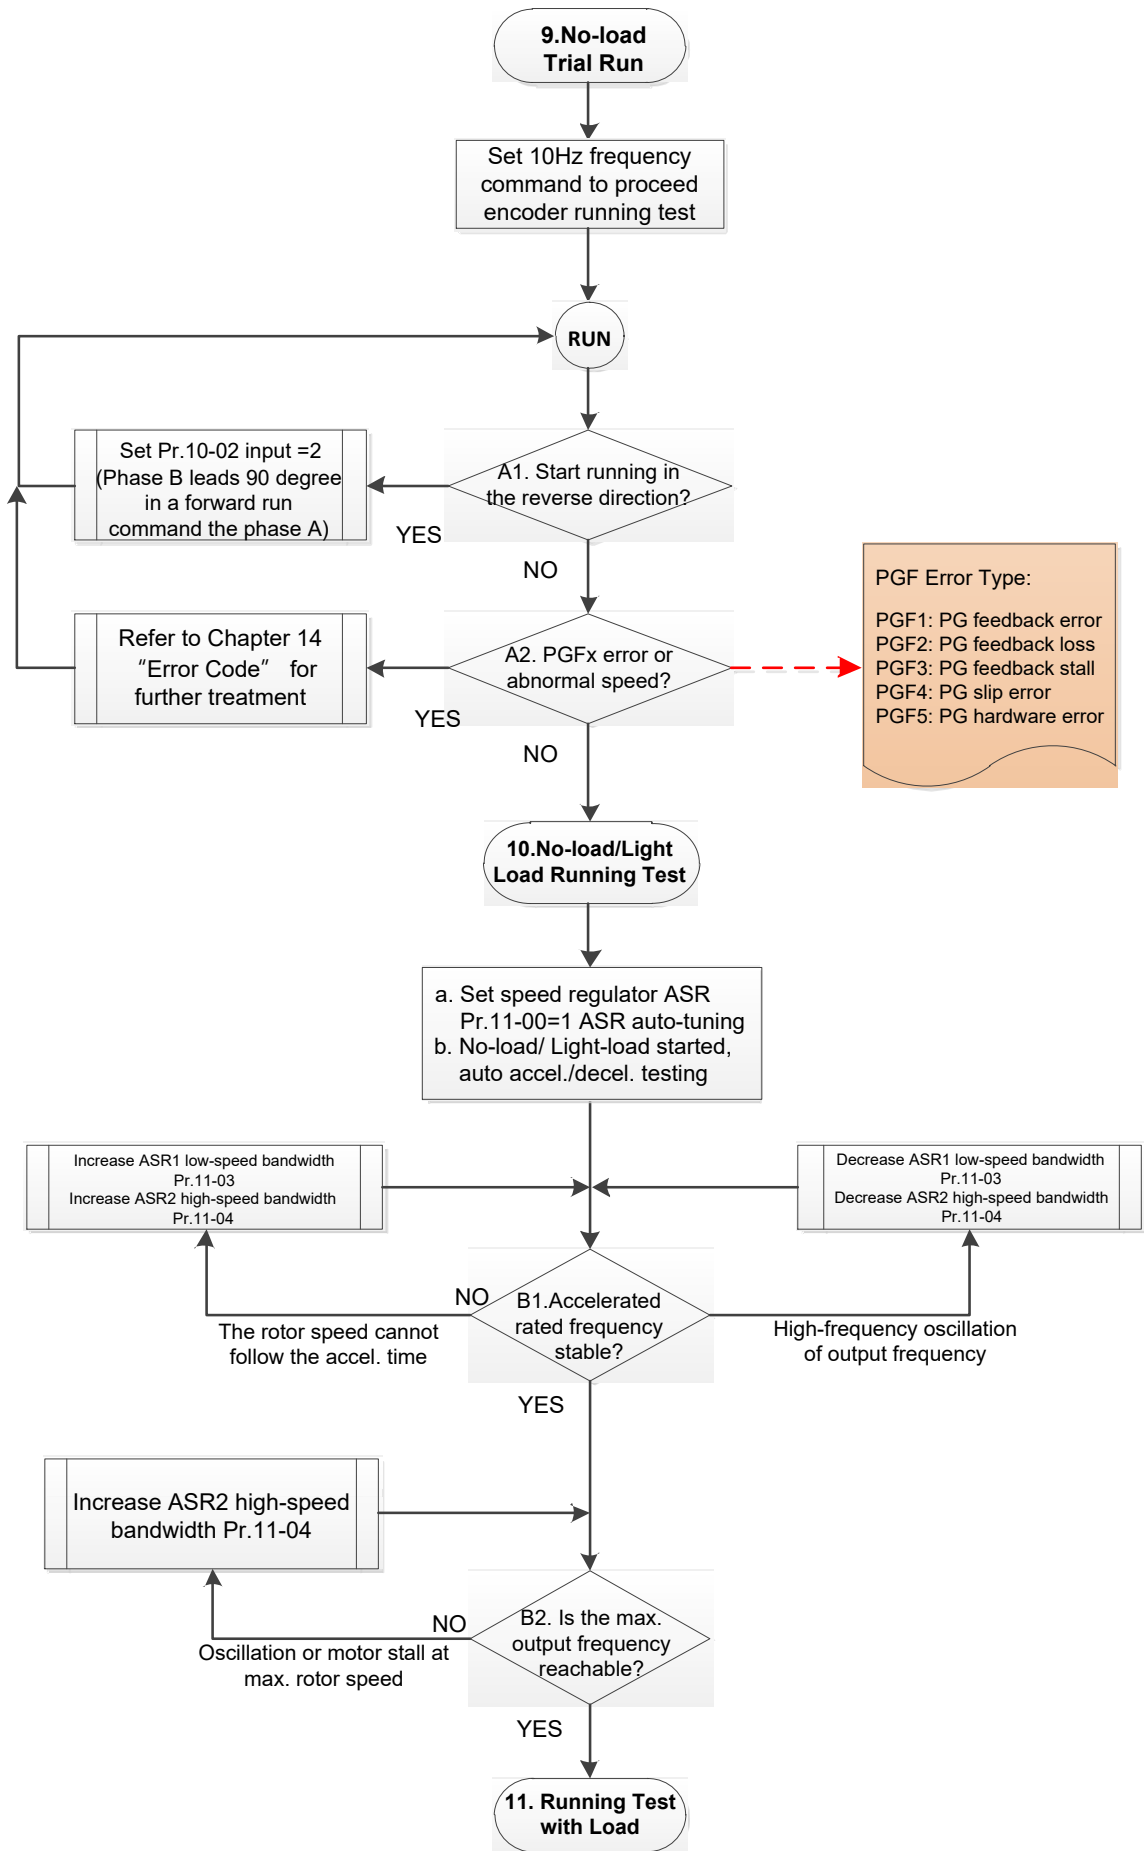 9.No-load
Trial Run
Set 10Hz frequency
command to proceed
encoder running test
RUN
Set Pr.10-02 input =2
(Phase B leads 90 degree
in a forward run
command the phase A)
A1. Start running in
the reverse direction?
YES
NO
Refer to Chapter 14
“Error Code” for
further treatment
A2. PGFx error or
abnormal speed?
YES
NO
PGF Error Type:
PGF1: PG feedback error
PGF2: PG feedback loss
PGF3: PG feedback stall
PGF4: PG slip error
PGF5: PG hardware error
10.No-load/Light
Load Running Test
a. Set speed regulator ASR
Pr.11-00=1 ASR auto-tuning
b. No-load/ Light-load started,
auto accel./decel. testing
Increase ASR1 low-speed bandwidth
Pr.11-03
Increase ASR2 high-speed bandwidth
Pr.11-04
Decrease ASR1 low-speed bandwidth
Pr.11-03
Decrease ASR2 high-speed bandwidth
Pr.11-04
NO
The rotor speed cannot
follow the accel. time
B1.Accelerated
rated frequency
stable?
High-frequency oscillation
of output frequency
YES
Increase ASR2 high-speed
bandwidth Pr.11-04
NO
Oscillation or motor stall at
max. rotor speed
B2. Is the max.
output frequency
reachable?
YES
11. Running Test
with Load